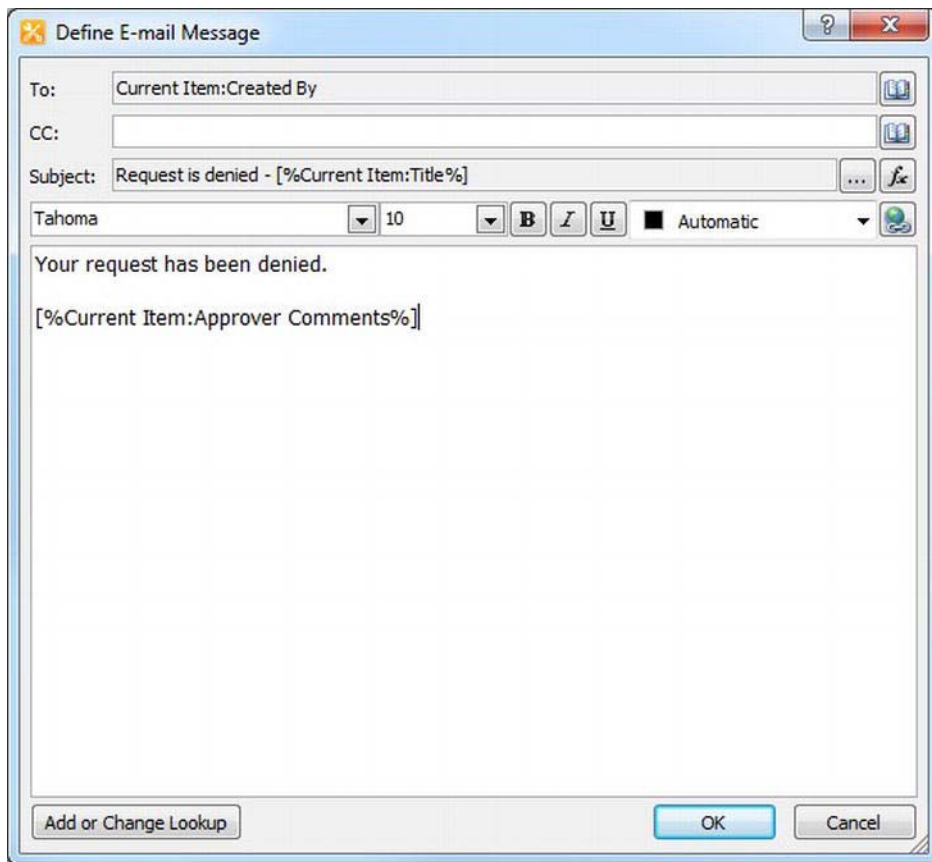 Define E-mail Message
To: Current Item:Created By
CC:
Subject: Request is denied - [%Current Item:Title%] ... fx
Tahoma 10 B I U Automatic
Your request has been denied.
[%Current Item:Approver Comments%]
Add or Change Lookup OK Cancel